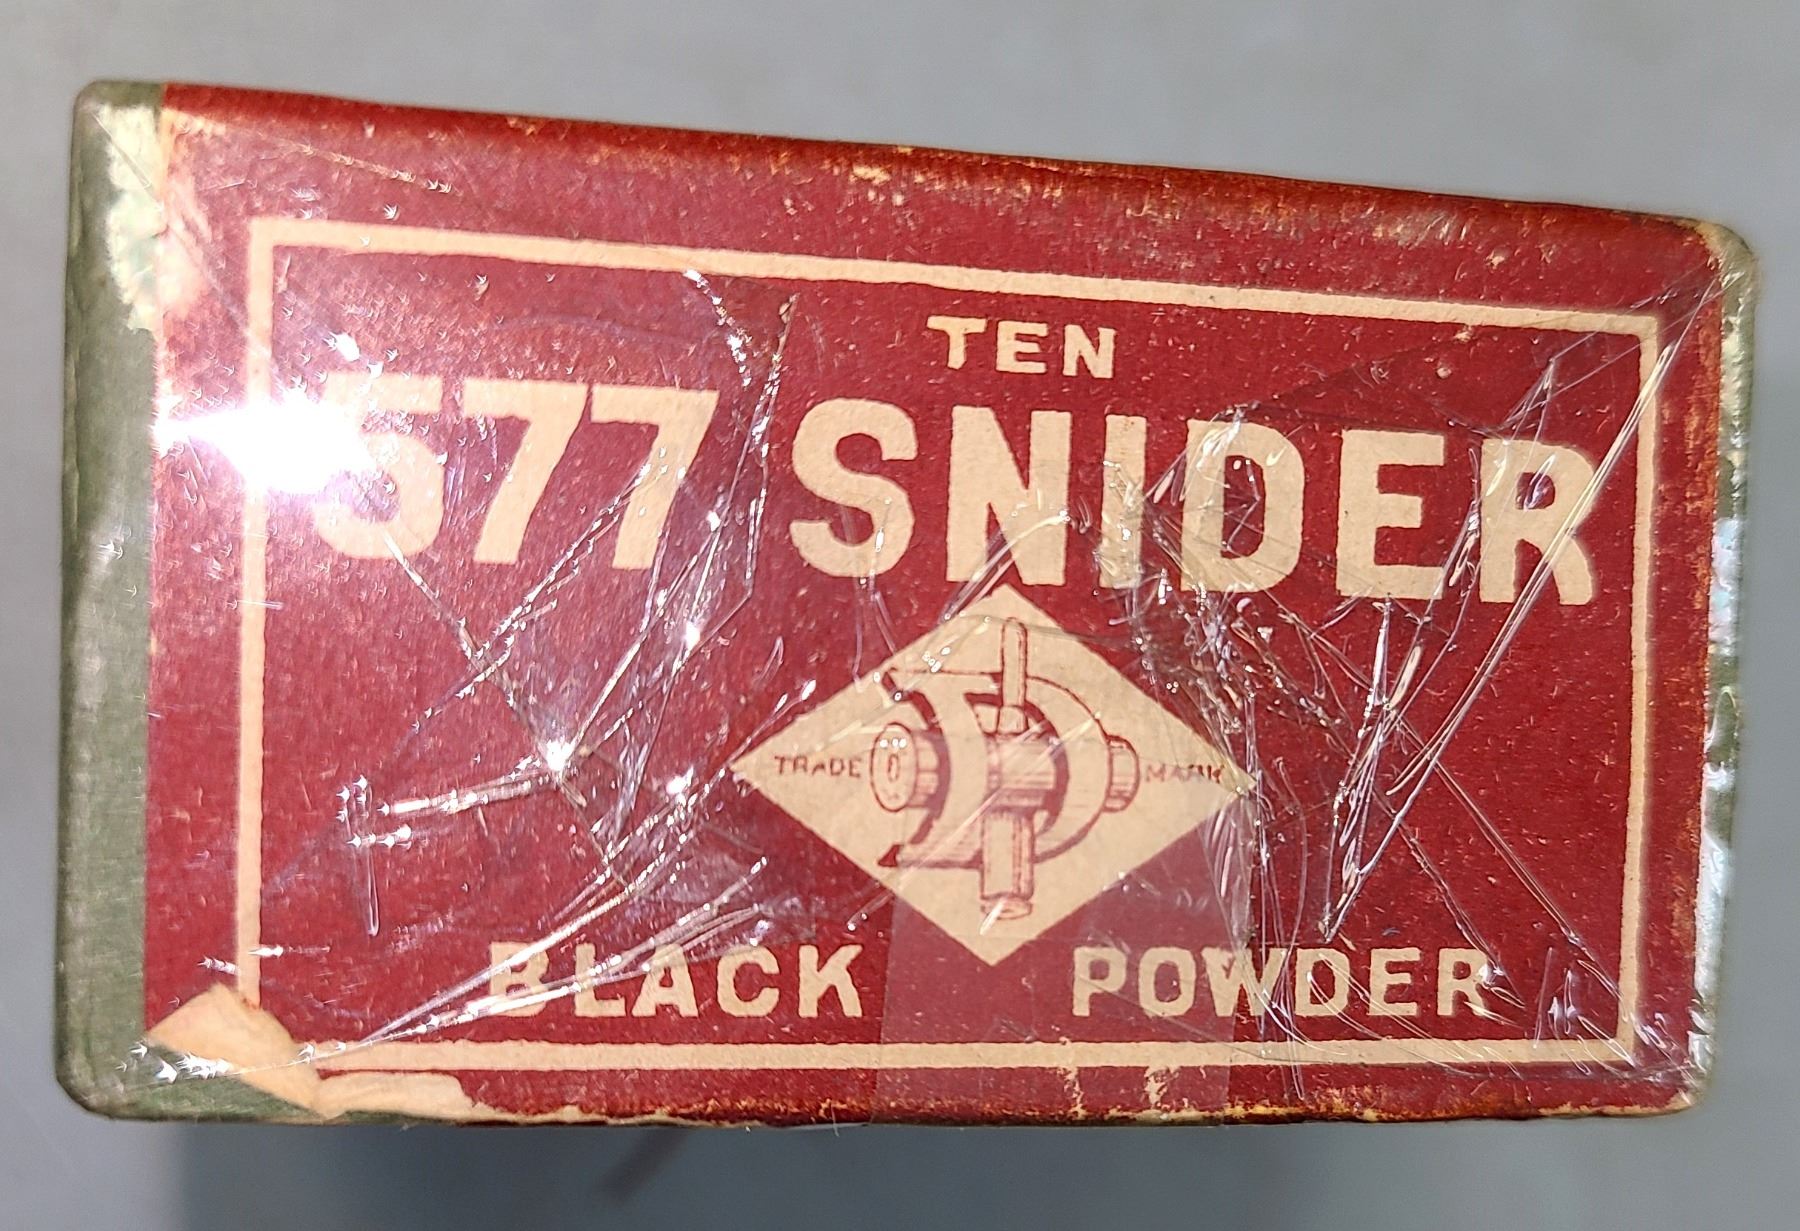 TEN
577 SNIDER
TRADE MARK
BLACK POWDER